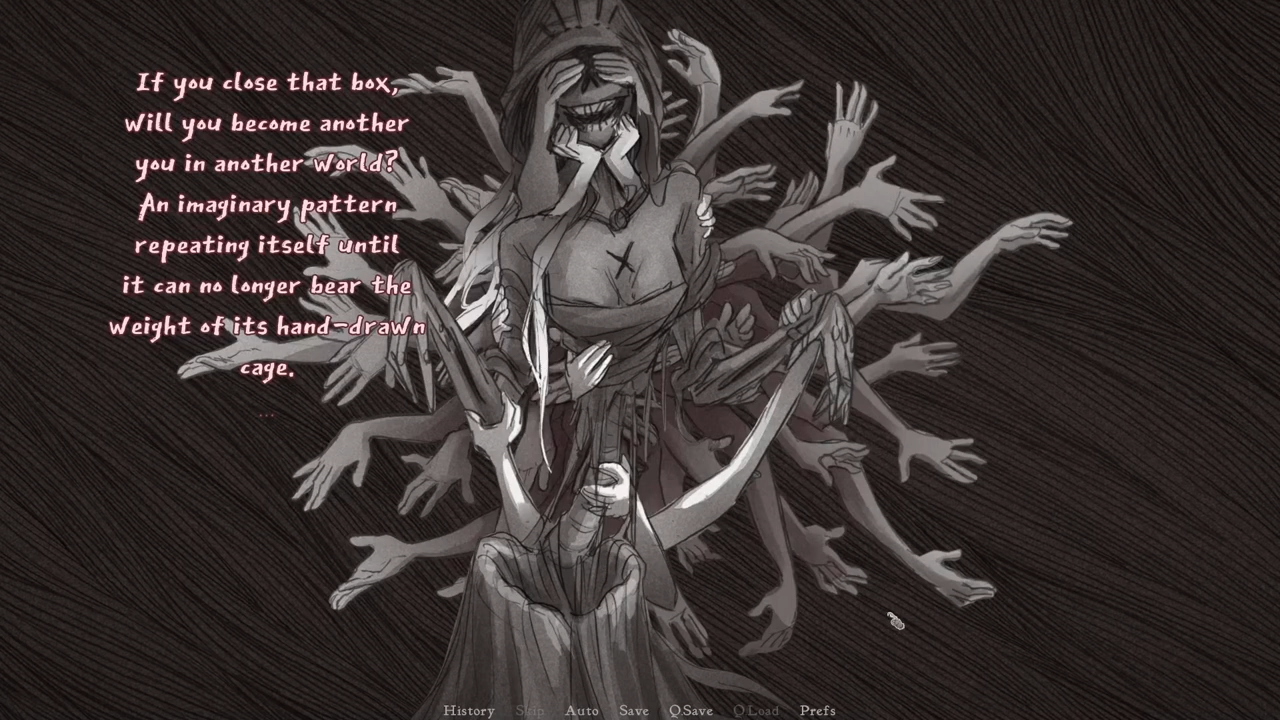 If you close that box,
will you become another
you in another world?
An imaginary pattern
repeating itself until
it can no longer bear the
weight of its hand-drawn
cage.
...
History Skip Auto Save Q.Save Q.Load Prefs